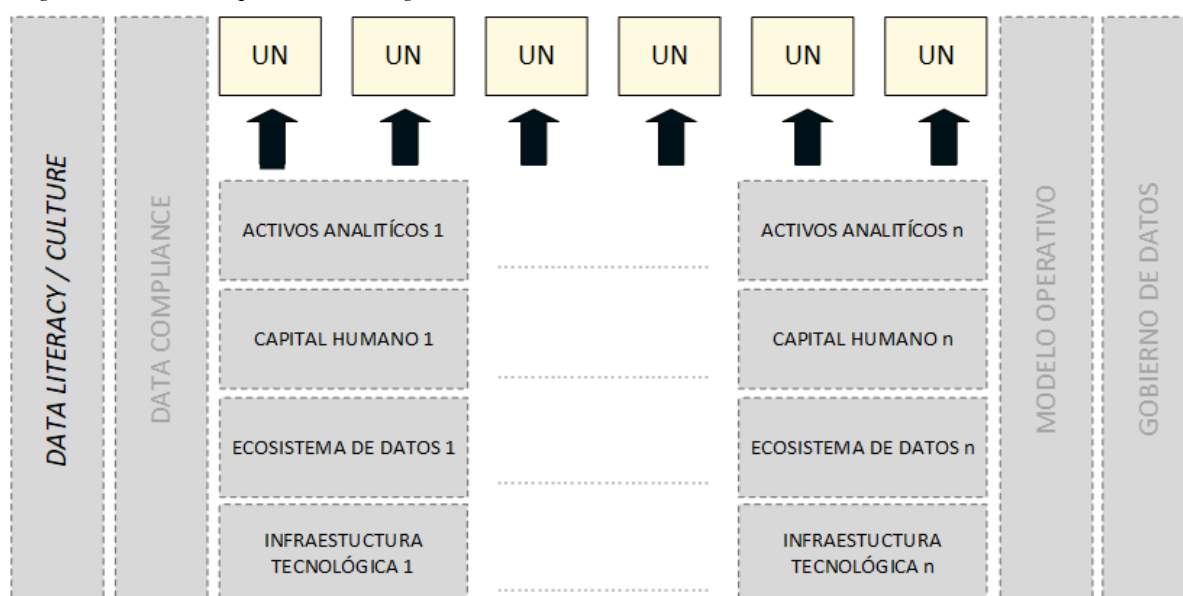 UN UN UN UN UN UN
DATA LITERACY / CULTURE
DATA COMPLIANCE
ACTIVOS ANALITÍCOS 1
ACTIVOS ANALITÍCOS n
CAPITAL HUMANO 1
CAPITAL HUMANO n
ECOSISTEMA DE DATOS 1
ECOSISTEMA DE DATOS n
INFRAESTUCTURA
TECNOLÓGICA 1
INFRAESTUCTURA
TECNOLÓGICA n
MODELO OPERATIVO
GOBIERNO DE DATOS